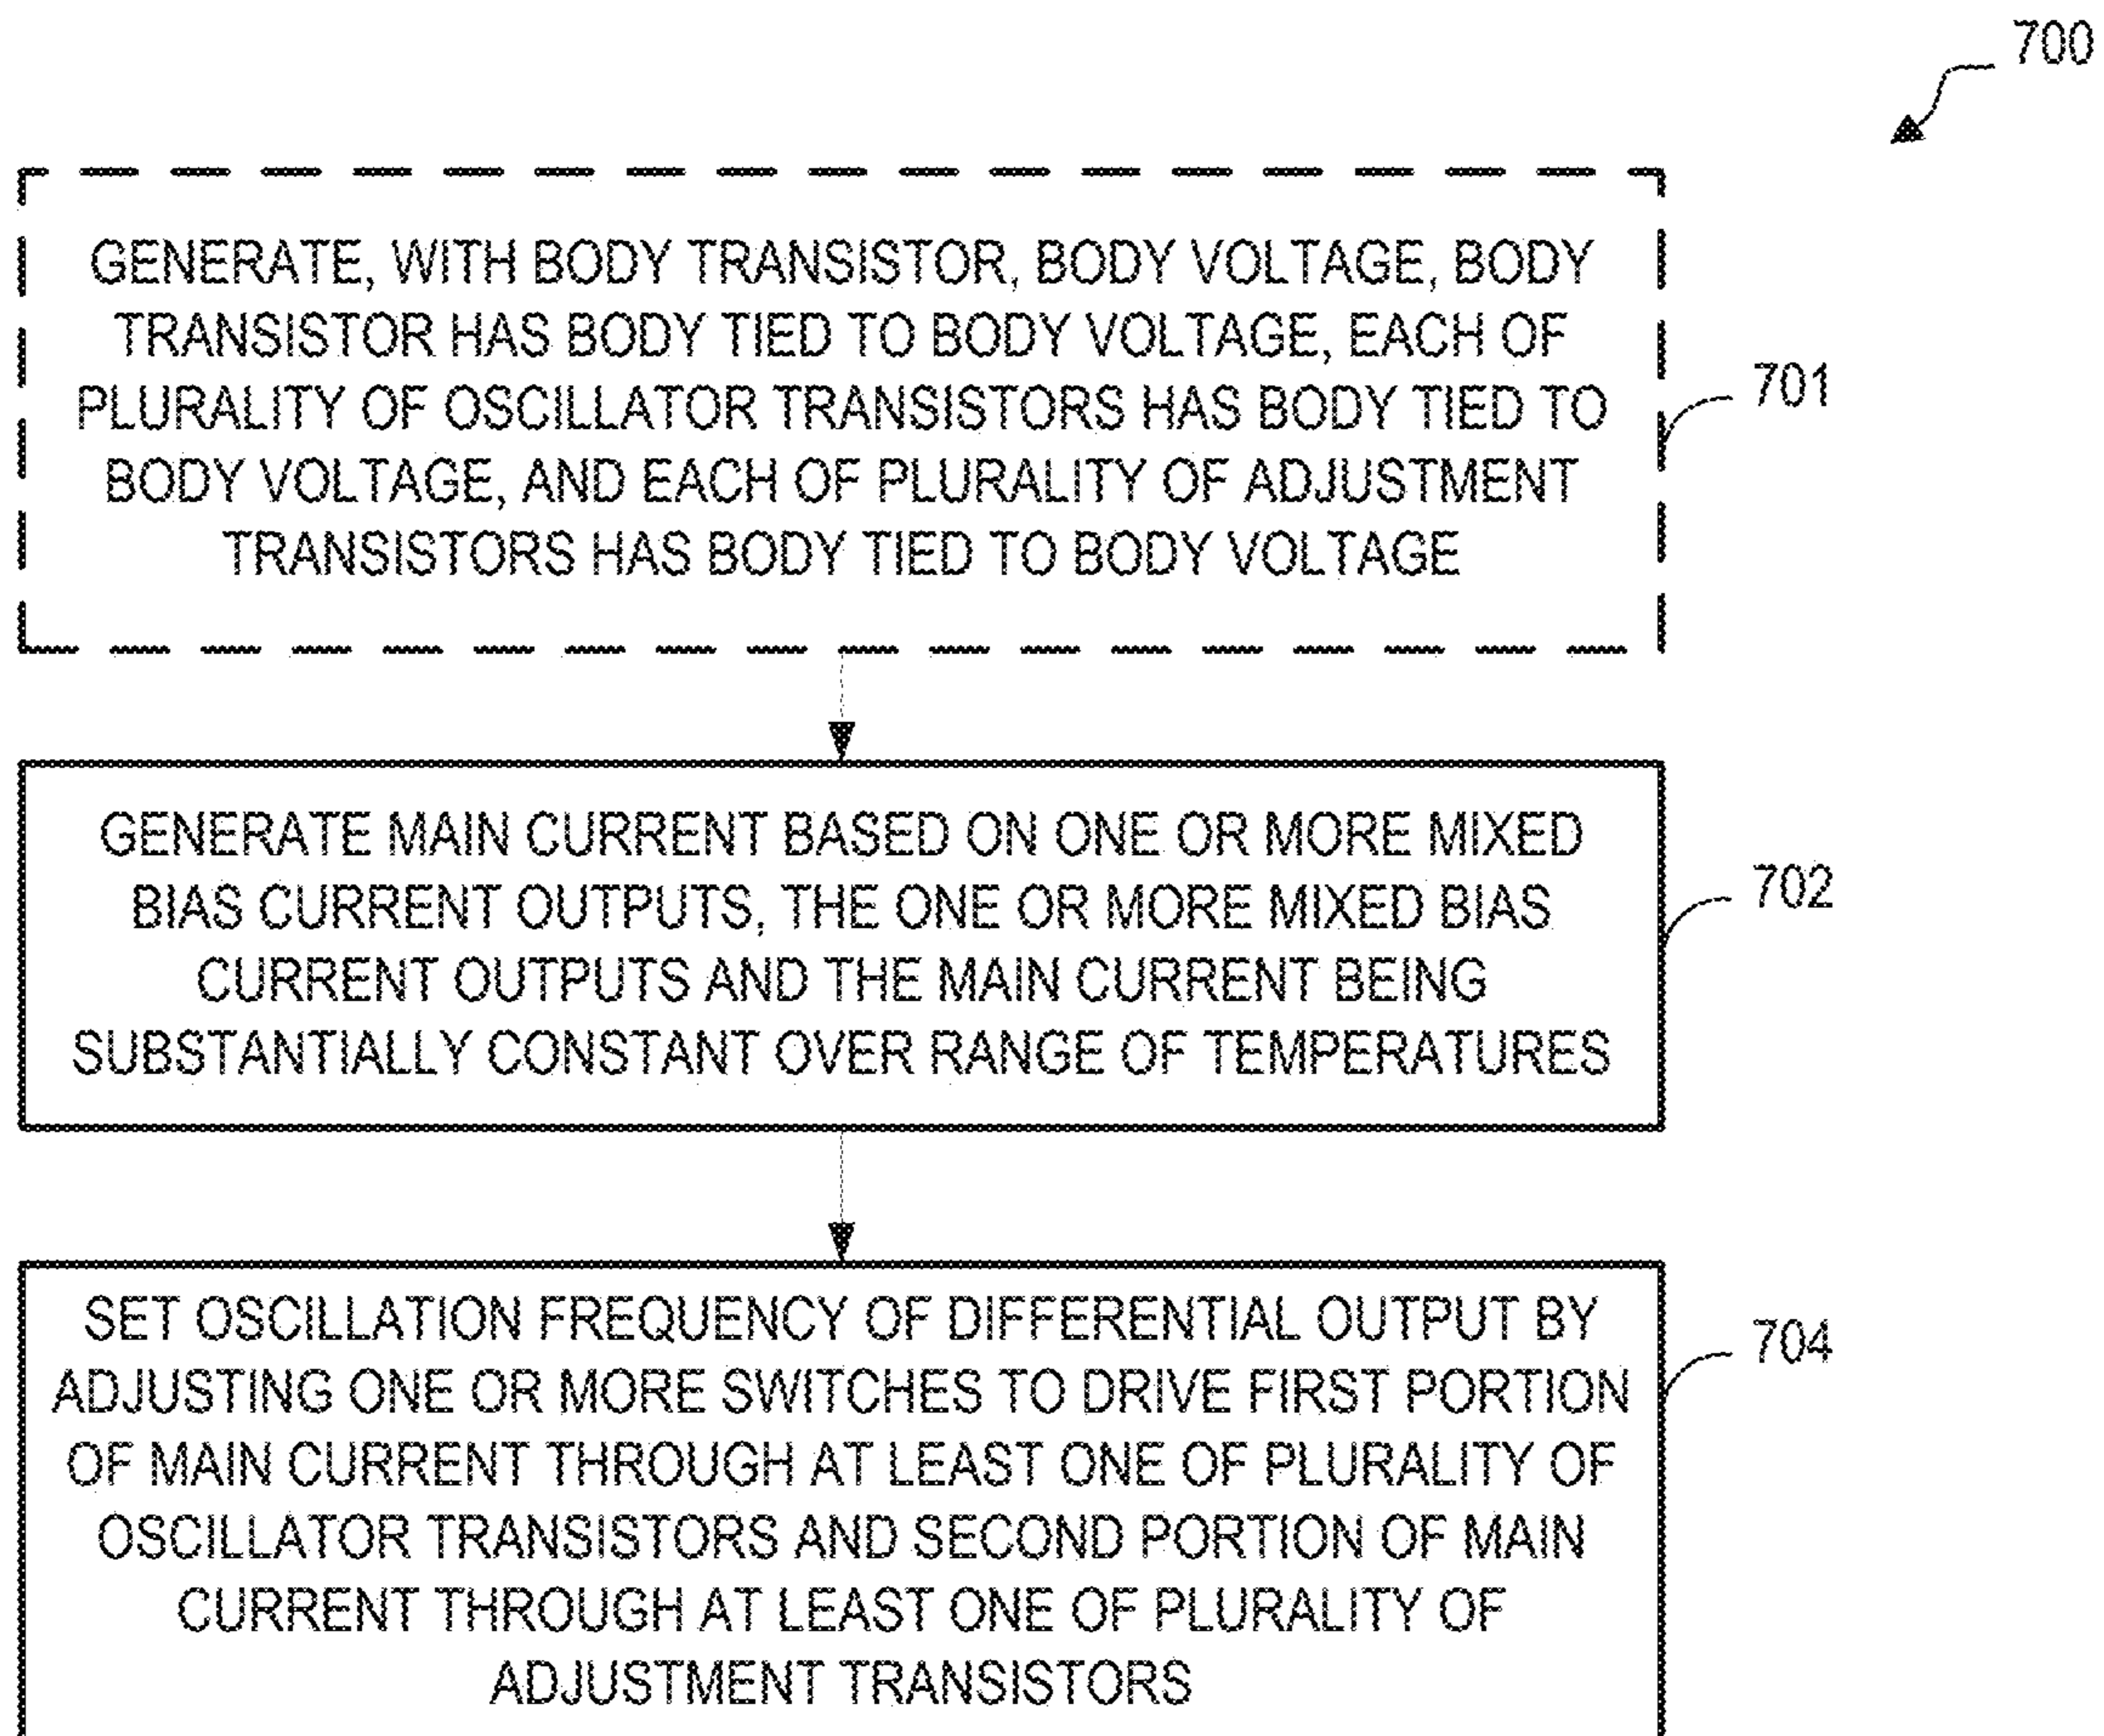 700
GENERATE, WITH BODY TRANSISTOR, BODY VOLTAGE, BODY
TRANSISTOR HAS BODY TIED TO BODY VOLTAGE, EACH OF
PLURALITY OF OSCILLATOR TRANSISTORS HAS BODY TIED TO
BODY VOLTAGE, AND EACH OF PLURALITY OF ADJUSTMENT
TRANSISTORS HAS BODY TIED TO BODY VOLTAGE
701
GENERATE MAIN CURRENT BASED ON ONE OR MORE MIXED
BIAS CURRENT OUTPUTS, THE ONE OR MORE MIXED BIAS
CURRENT OUTPUTS AND THE MAIN CURRENT BEING
SUBSTANTIALLY CONSTANT OVER RANGE OF TEMPERATURES
702
SET OSCILLATION FREQUENCY OF DIFFERENTIAL OUTPUT BY
ADJUSTING ONE OR MORE SWITCHES TO DRIVE FIRST PORTION
OF MAIN CURRENT THROUGH AT LEAST ONE OF PLURALITY OF
OSCILLATOR TRANSISTORS AND SECOND PORTION OF MAIN
CURRENT THROUGH AT LEAST ONE OF PLURALITY OF
ADJUSTMENT TRANSISTORS
704